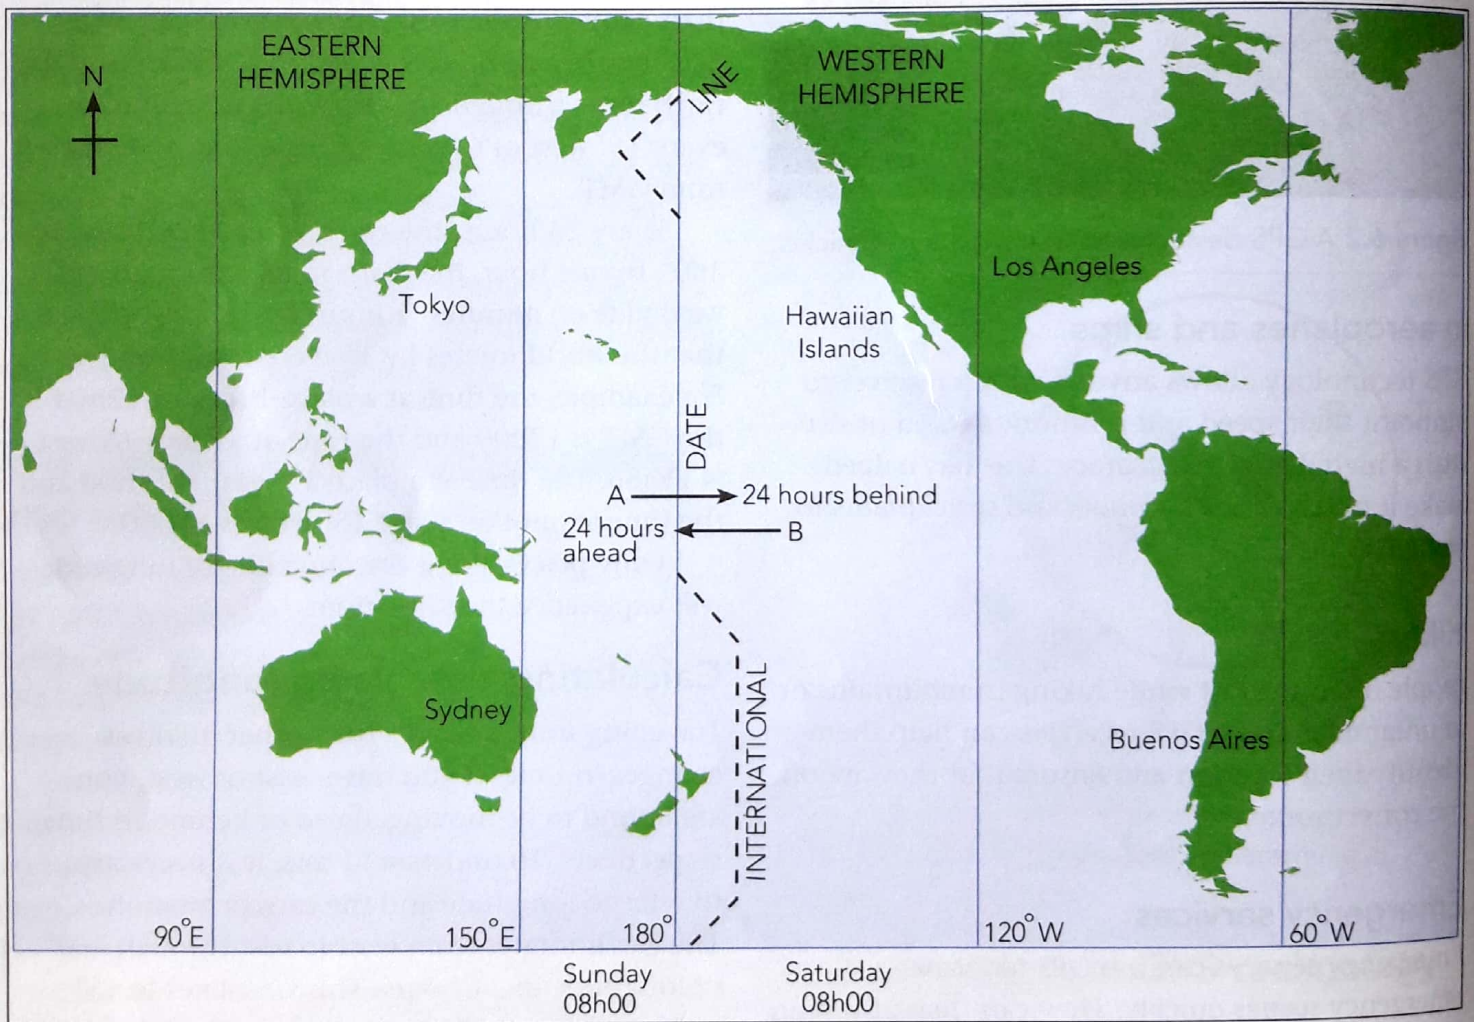 EASTERN
HEMISPHERE
N
LINE
WESTERN
HEMISPHERE
Los Angeles
Tokyo
Hawaiian
Islands
DATE
A
24 hours behind
24 hours
ahead
B
Sydney
INTERNATIONAL
Buenos Aires
90°E
150°E
180°
120°W
60°W
Sunday
08h00
Saturday
08h00